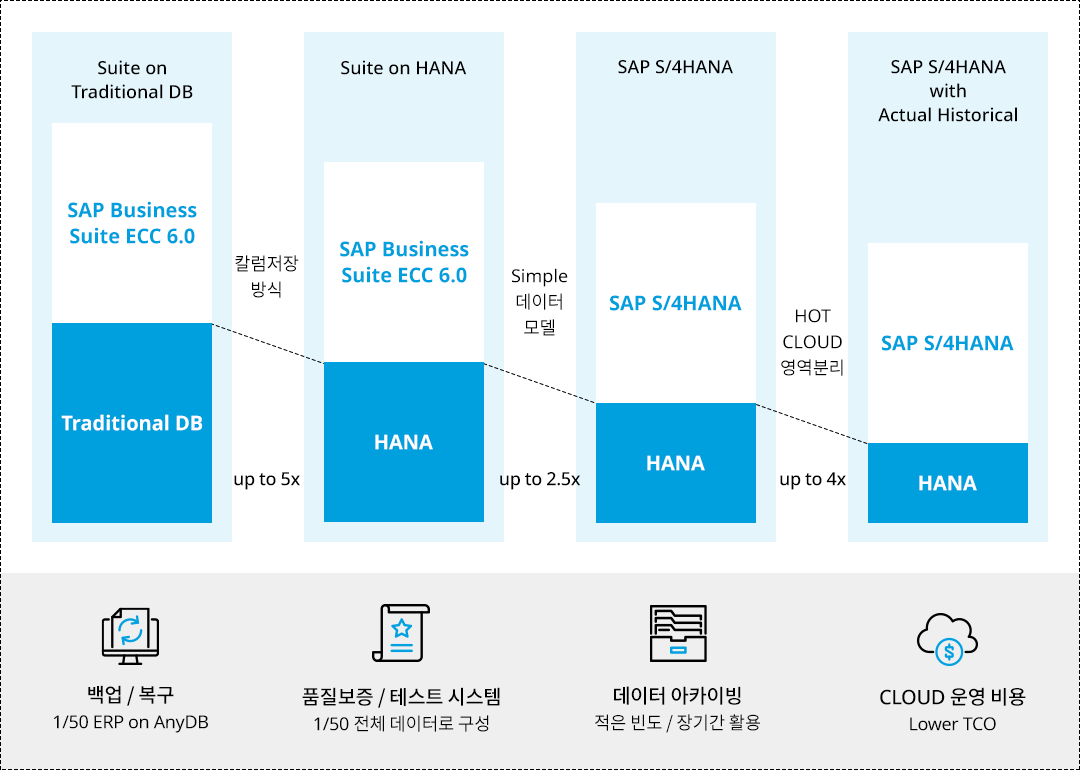 Suite on
Traditional DB
SAP Business
Suite ECC 6.0
Traditional DB
칼럼저장
방식
up to 5x
Suite on HANA
SAP Business
Suite ECC 6.0
HANA
Simple
데이터
모델
up to 2.5x
SAP S/4HANA
SAP S/4HANA
HANA
HOT
CLOUD
영역분리
up to 4x
SAP S/4HANA
with
Actual Historical
SAP S/4HANA
HANA
백업 / 복구
1/50 ERP on AnyDB
품질보증 / 테스트 시스템
1/50 전체 데이터로 구성
데이터 아카이빙
적은 빈도 / 장기간 활용
$
CLOUD 운영 비용
Lower TCO